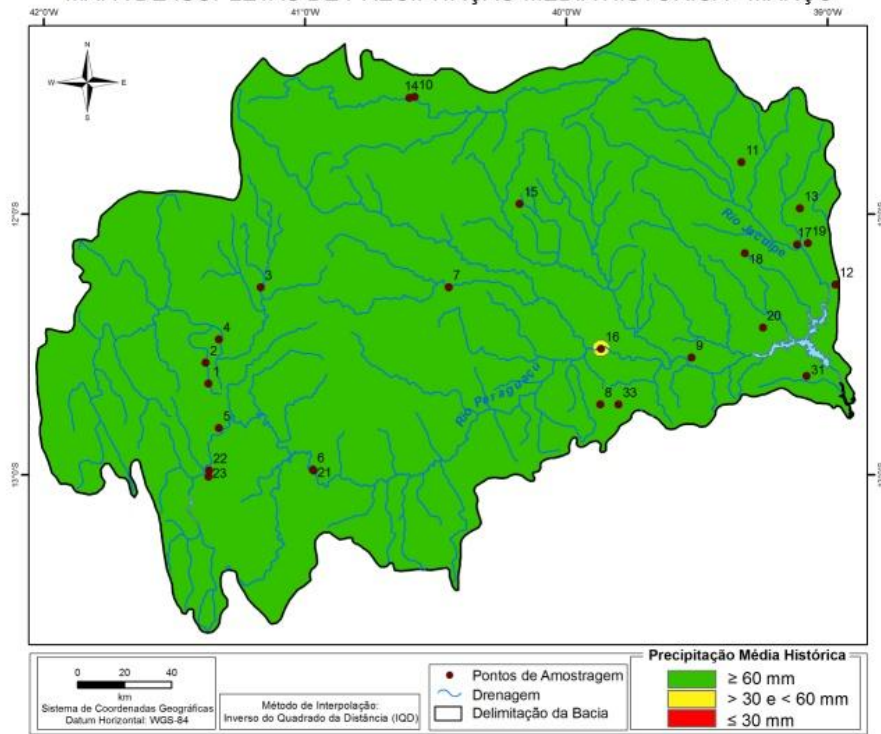 42°0'W 41°0'W 40°0'W 39°0'W
N
W E
S
14 10
11
15
13
12°0'S
Rio Jacuípe
17 19
18
3
7
12
4
20
16
2
9
1
31
Rio Paraguaçu
8 33
5
22
6
23
21
13°0'S
0 20 40
km
Sistema de Coordenadas Geográficas
Datum Horizontal: WGS-84
Método de Interpolação:
Inverso do Quadrado da Distância (IQD)
Pontos de Amostragem
Drenagem
Delimitação da Bacia
Precipitação Média Histórica
≥ 60 mm
> 30 e < 60 mm
≤ 30 mm